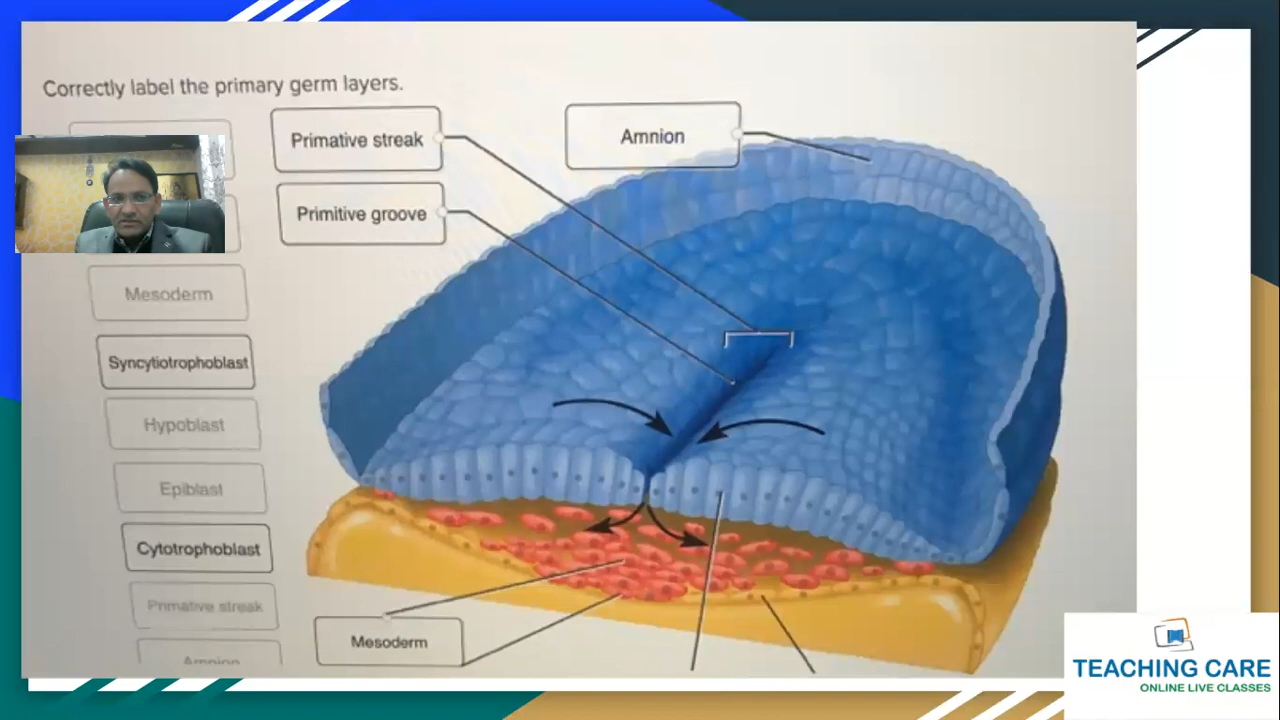 Correctly label the primary germ layers.
Primative streak
Amnion
Primitive groove
Mesoderm
Syncytiotrophoblast
Hypoblast
Epiblast
Cytotrophoblast
Primative streak
Amnion
Mesoderm
TEACHING CARE
ONLINE LIVE CLASSES